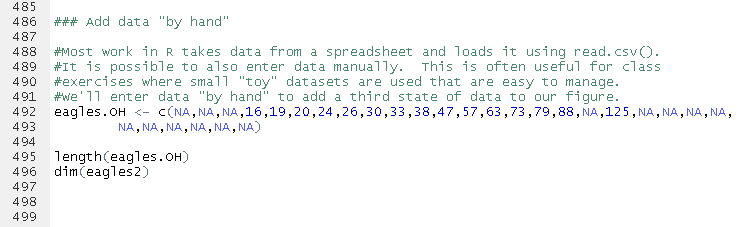 485
486 ### Add data "by hand"
487
488 #Most work in R takes data from a spreadsheet and loads it using read.csv().
489 #It is possible to also enter data manually.  This is often useful for class
490 #exercises where small "toy" datasets are used that are easy to manage.
491 #We'll enter data "by hand" to add a third state of data to our figure.
492 eagles.OH <- c(NA,NA,NA,16,19,20,24,26,30,33,38,47,57,63,73,79,88,NA,125,NA,NA,NA,NA,
493         NA,NA,NA,NA,NA,NA)
494
495 length(eagles.OH)
496 dim(eagles2)
497
498
499